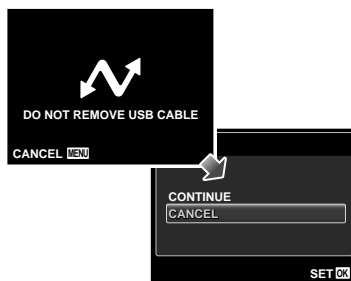 DO NOT REMOVE USB CABLE
CANCEL MENU
CONTINUE
CANCEL
SET OK